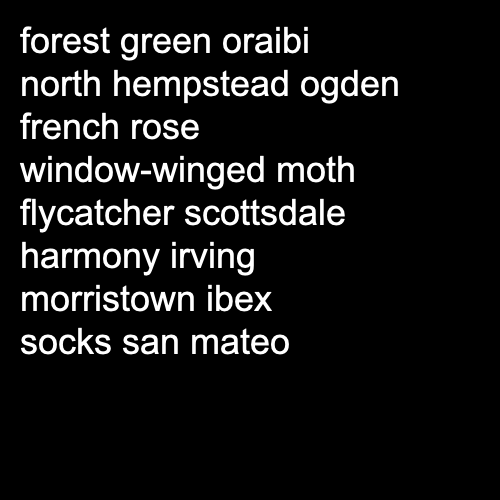 forest green oraibi
north hempstead ogden
french rose
window-winged moth
flycatcher scottsdale
harmony irving
morristown ibex
socks san mateo